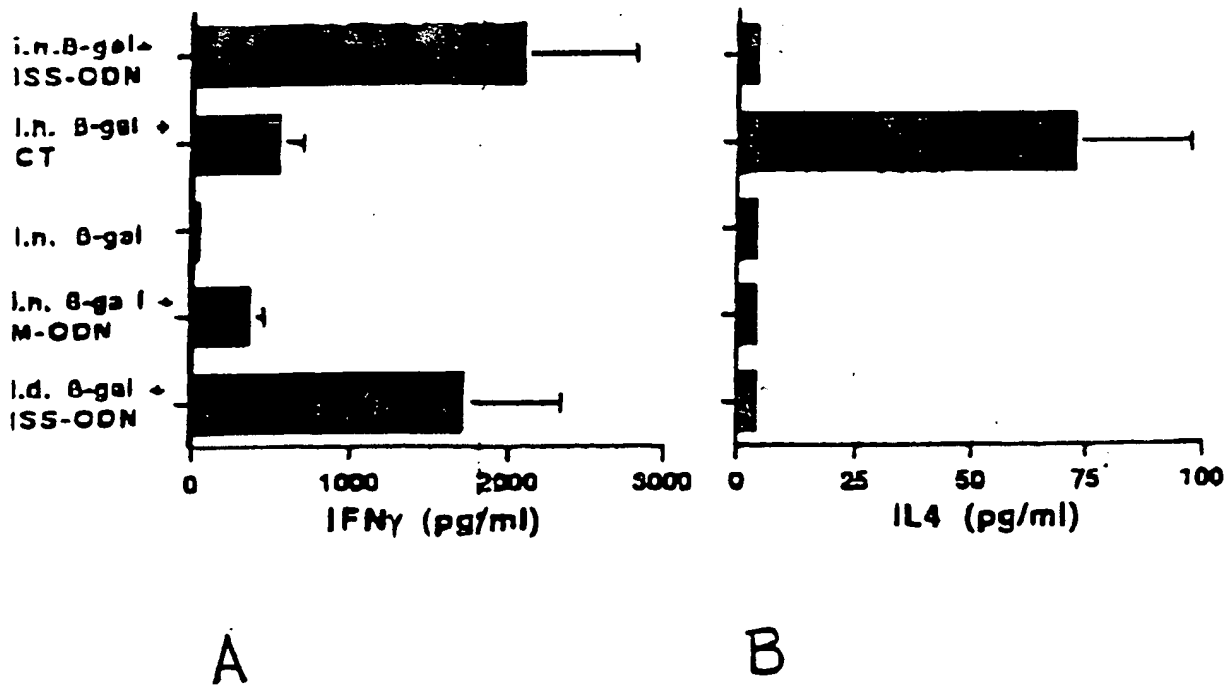 i.n.B-gal+
ISS-ODN
I.n. B-gal +
CT
I.n. B-gal
I.n. B-gal +
M-ODN
I.d. B-gal +
ISS-ODN
0 1000 2000 3000
IFNγ (pg/ml)
0 25 50 75 100
IL4 (pg/ml)
A B